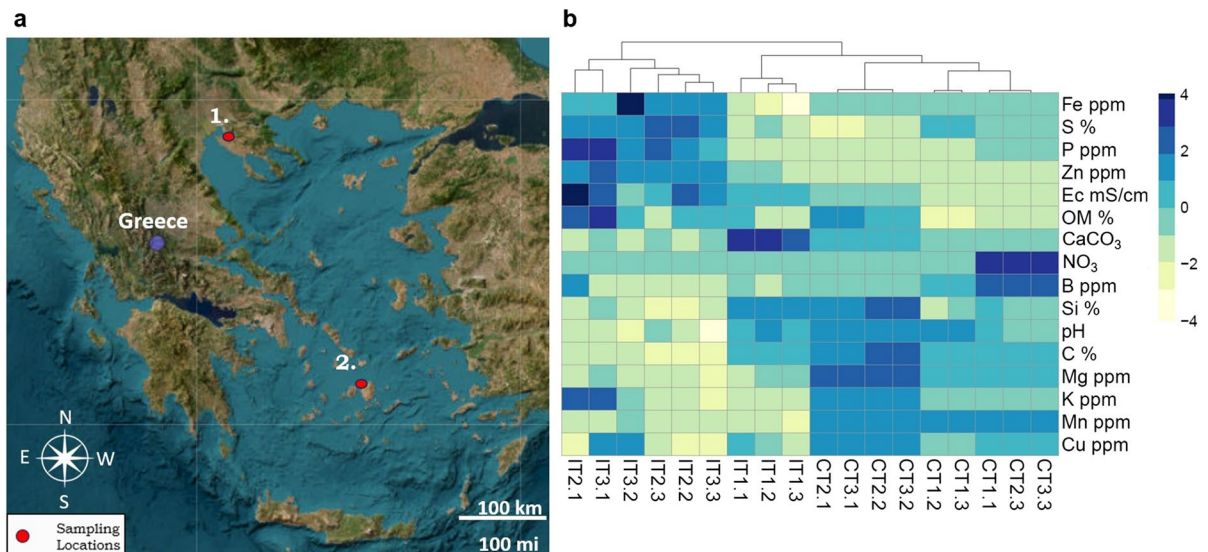 a
1.
Greece
2.
N
E W
S
100 km
100 mi
Sampling
Locations
b
Fe ppm
S %
P ppm
Zn ppm
Ec mS/cm
OM %
CaCO₃
NO₃
B ppm
Si %
pH
C %
Mg ppm
K ppm
Mn ppm
Cu ppm
4
2
0
−2
−4
IT2.1
IT3.1
IT3.2
IT2.3
IT2.2
IT3.3
IT1.1
IT1.2
IT1.3
CT2.1
CT3.1
CT2.2
CT3.2
CT1.2
CT1.3
CT1.1
CT2.3
CT3.3